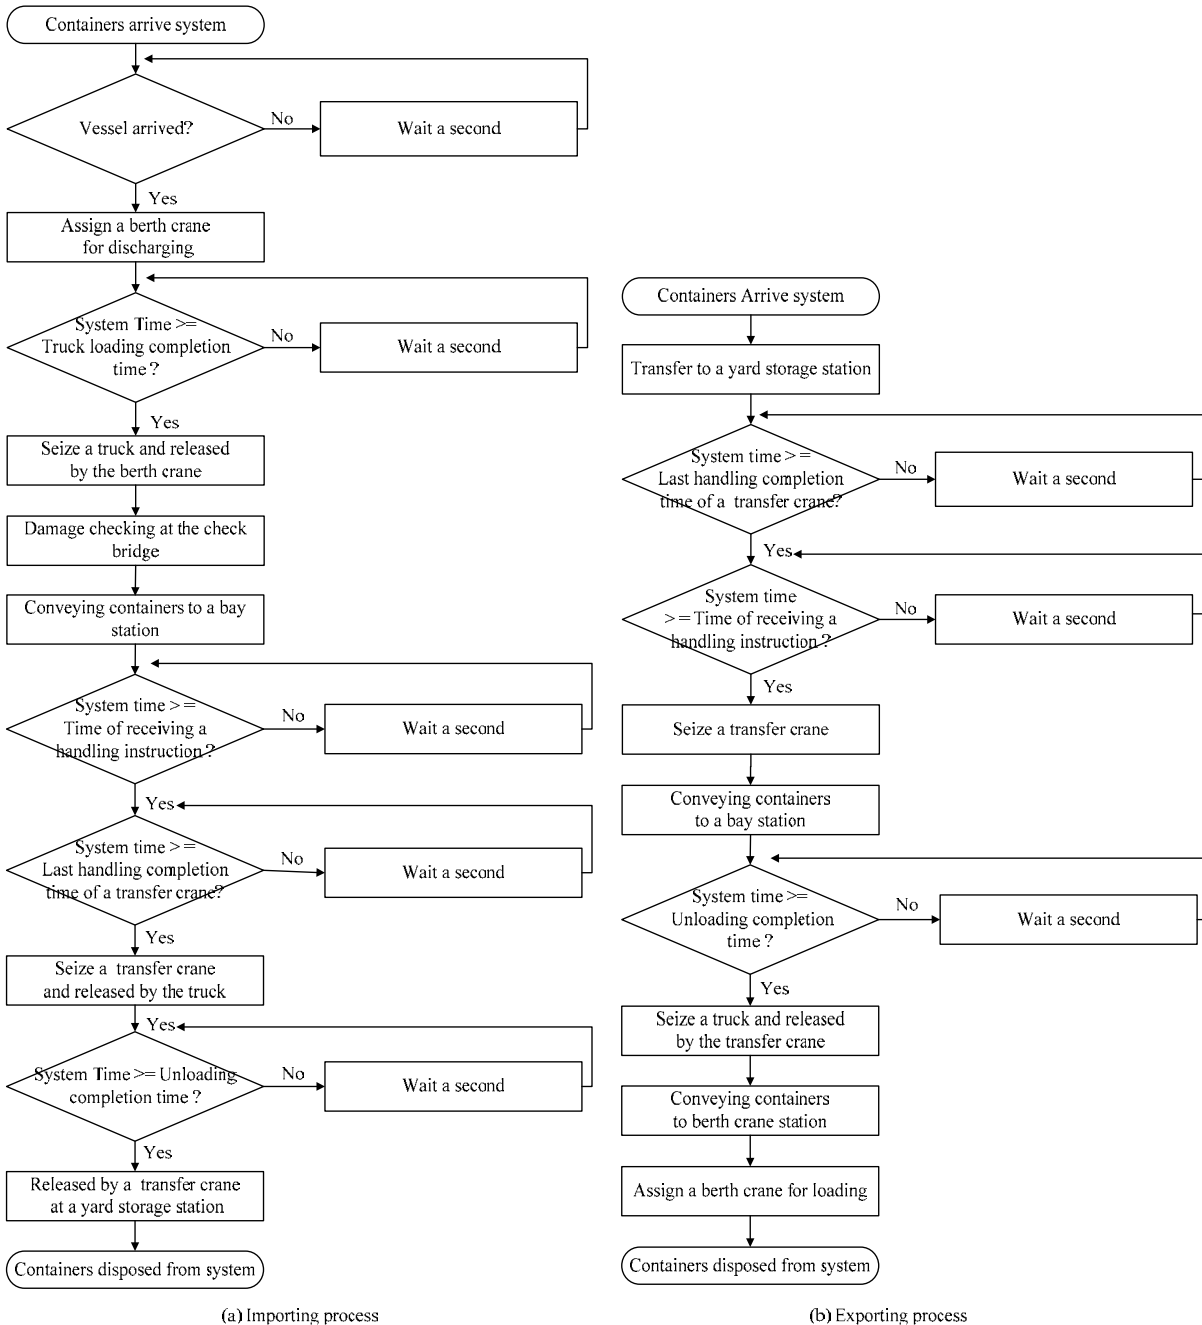 Containers arrive system
Vessel arrived?
No
Wait a second
Yes
Assign a berth crane
for discharging
System Time >=
Truck loading completion
time ?
No
Wait a second
Yes
Seize a truck and released
by the berth crane
Damage checking at the check
bridge
Conveying containers to a bay
station
System time >=
Time of receiving a
handling instruction ?
No
Wait a second
Yes
System time >=
Last handling completion
time of a transfer crane?
No
Wait a second
Yes
Seize a transfer crane
and released by the truck
Yes
System Time >= Unloading
completion time ?
No
Wait a second
Yes
Released by a transfer crane
at a yard storage station
Containers disposed from system
(a) Importing process
Containers Arrive system
Transfer to a yard storage station
System time >=
Last handling completion
time of a transfer crane?
No
Wait a second
Yes
System time
>= Time of receiving a
handling instruction ?
No
Wait a second
Yes
Seize a transfer crane
Conveying containers
to a bay station
System time >=
Unloading completion
time ?
No
Wait a second
Yes
Seize a truck and released
by the transfer crane
Conveying containers
to berth crane station
Assign a berth crane for loading
Containers disposed from system
(b) Exporting process